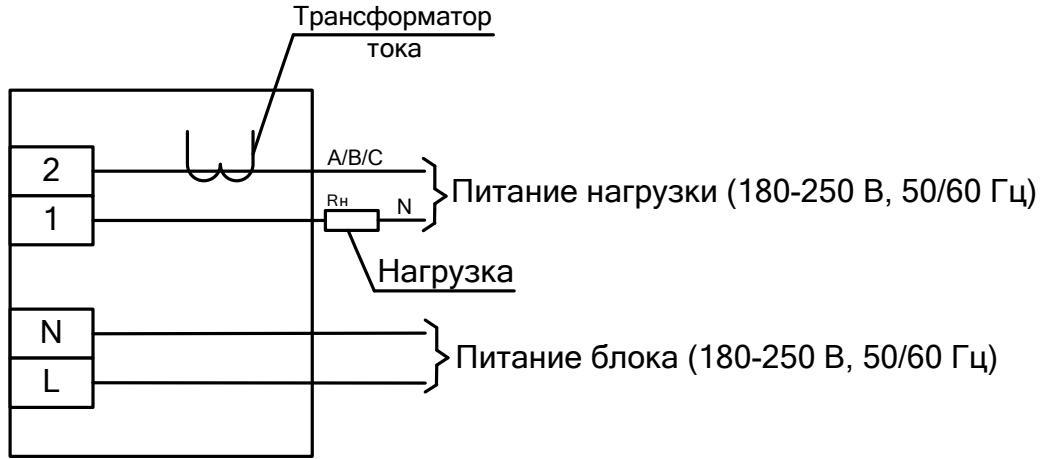 Трансформатор
тока
2
A/B/C
Питание нагрузки (180-250 В, 50/60 Гц)
1
Rн
N
Нагрузка
N
Питание блока (180-250 В, 50/60 Гц)
L